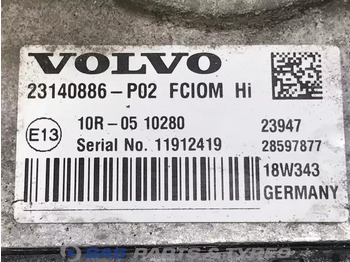 VOLVO
23140886-P02 FCIOM Hi
E13
10R-05 10280
23947
Serial No. 11912419
28597877
18W343
GERMANY